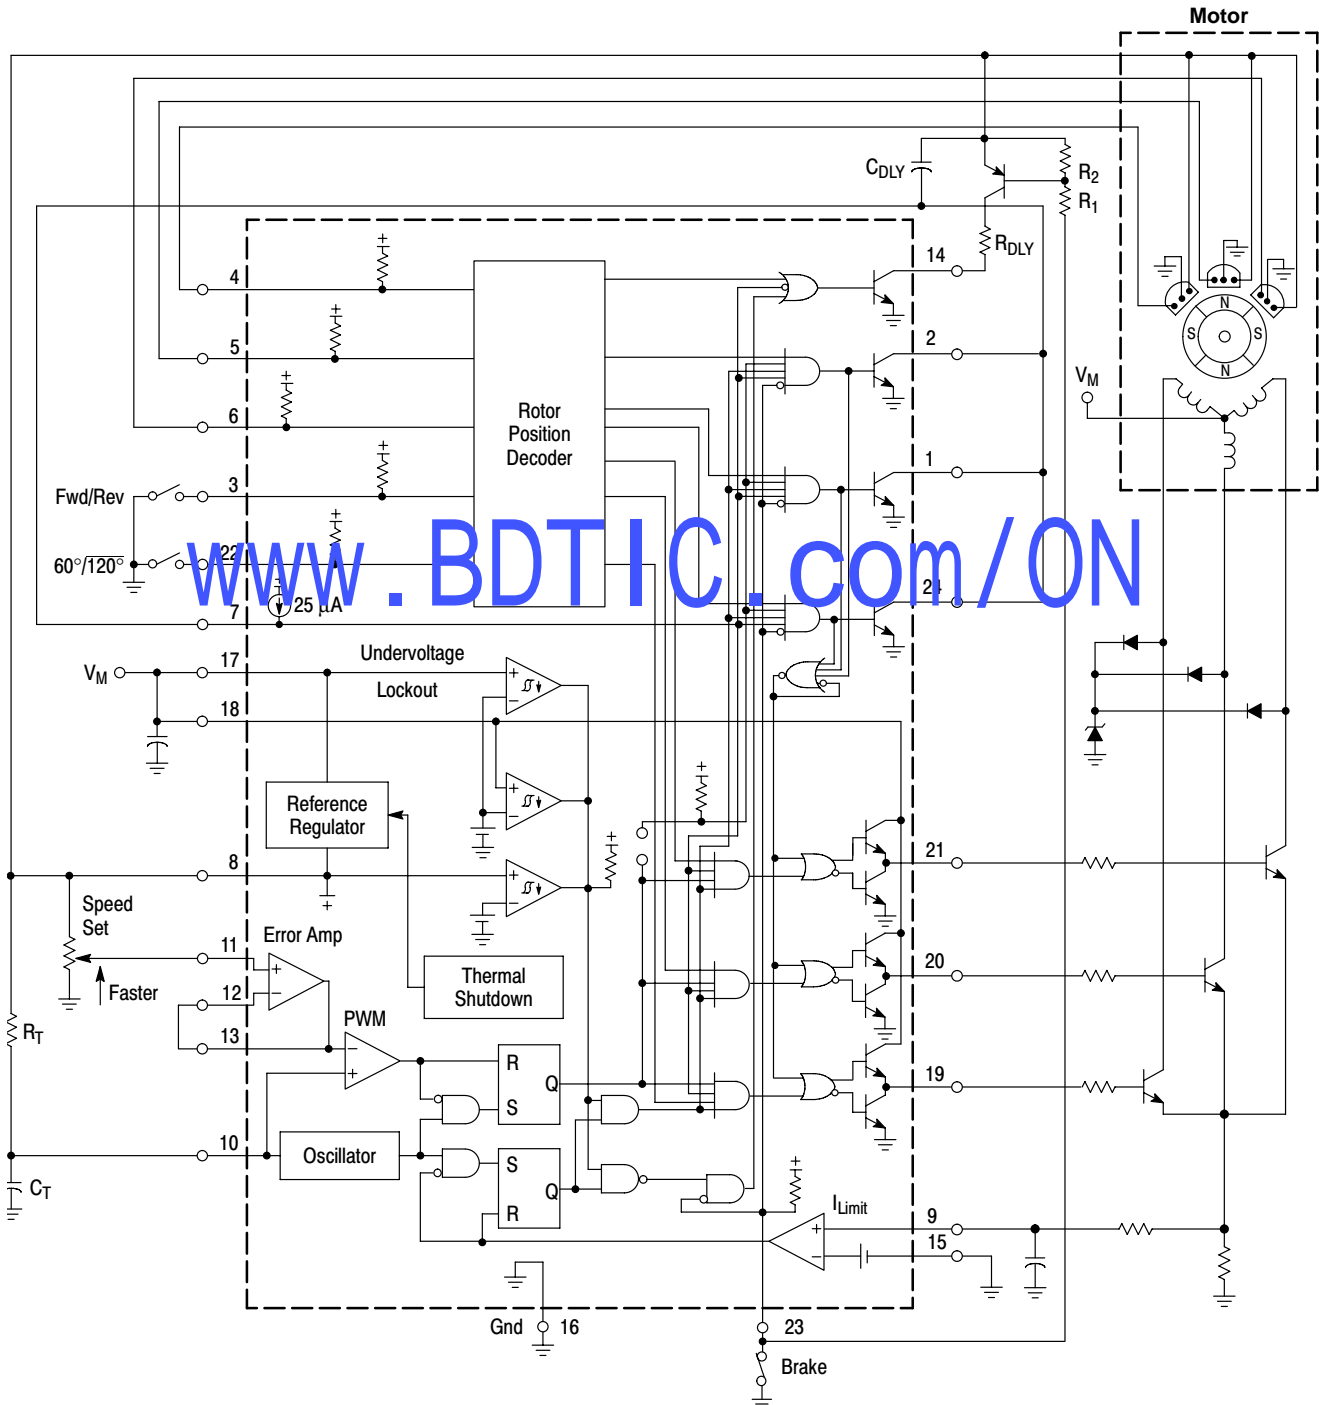 Motor
CDLY
R2
R1
RDLY
14
4
2
5
VM
6
Rotor
Position
Decoder
1
Fwd/Rev
3
60°/120°
22
24
www.BDTIC.com/ON
7
25 µA
N
S
S
N
VM
17
Undervoltage
Lockout
18
Reference
Regulator
8
21
Speed
Set
11
Error Amp
20
Faster
12
Thermal
Shutdown
RT
13
PWM
R
Q
S
19
10
Oscillator
S
Q
R
CT
ILimit
9
15
Gnd
16
23
Brake